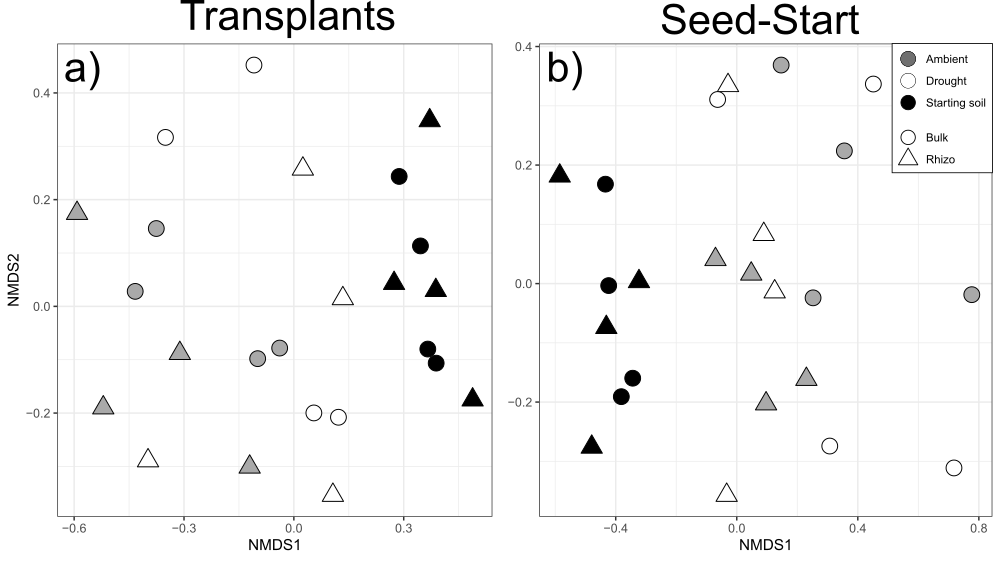 Transplants
Seed-Start
a)
b)
Ambient
Drought
Starting soil
Bulk
Rhizo
NMDS2
0.4
0.2
0.0
−0.2
−0.6
−0.3
0.0
0.3
NMDS1
0.4
0.2
0.0
−0.2
−0.4
0.0
0.4
0.8
NMDS1